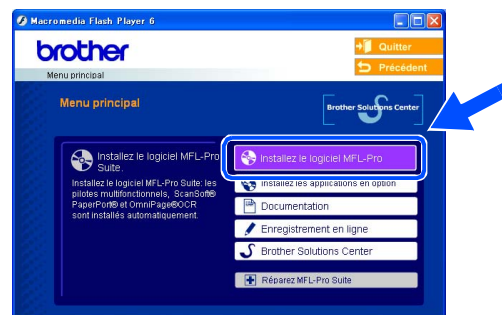 Macromedia Flash Player 6
brother
Quitter
Précédent
Menu principal
Menu principal
Brother Solutions Center
Installez le logiciel MFL-Pro
Suite.
Installez le logiciel MFL-Pro Suite: les
pilotes multifonctionnels, ScanSoft®
PaperPort® et OmniPage®OCR
sont installés automatiquement.
Installez le logiciel MFL-Pro
Installez les applications en option
Documentation
Enregistrement en ligne
Brother Solutions Center
Réparez MFL-Pro Suite